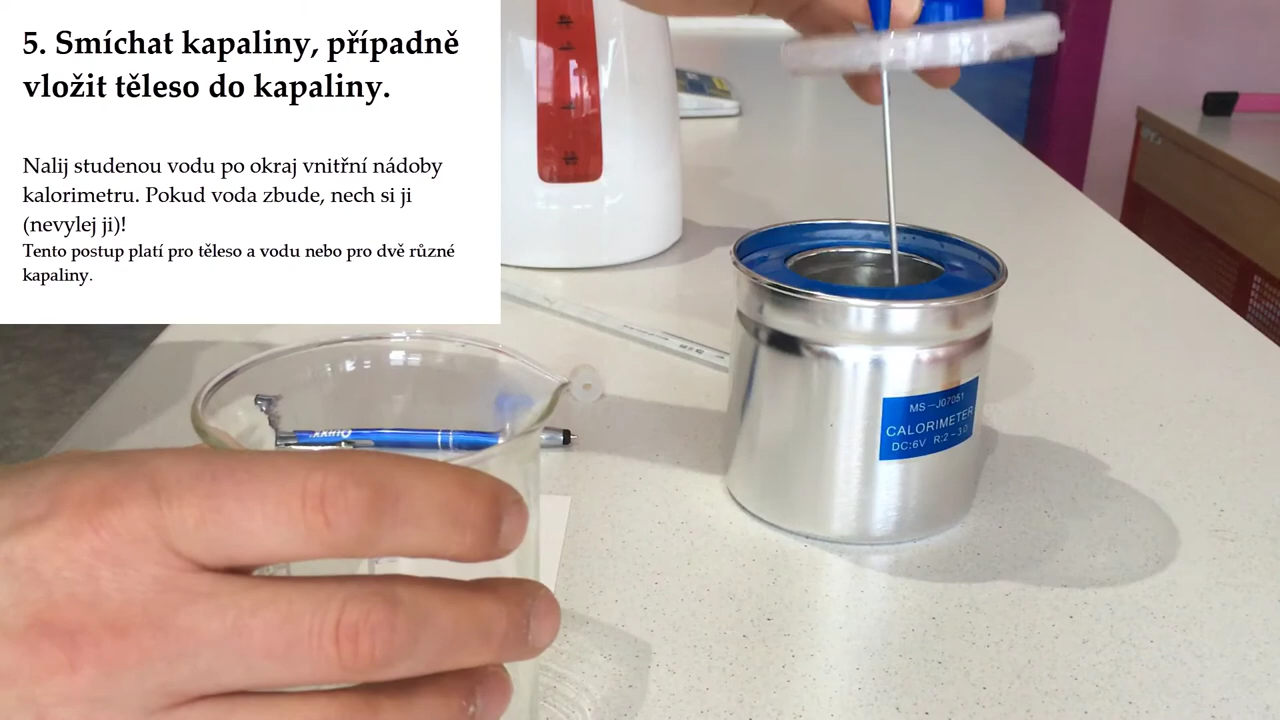 5. Smíchat kapaliny, případně
vložit těleso do kapaliny.
Nalij studenou vodu po okraj vnitřní nádoby
kalorimetru. Pokud voda zbude, nech si ji
(nevylej ji)!
Tento postup platí pro těleso a vodu nebo pro dvě různé
kapaliny.
MS—J07051
CALORIMETER
DC:6V R:2–3Ω